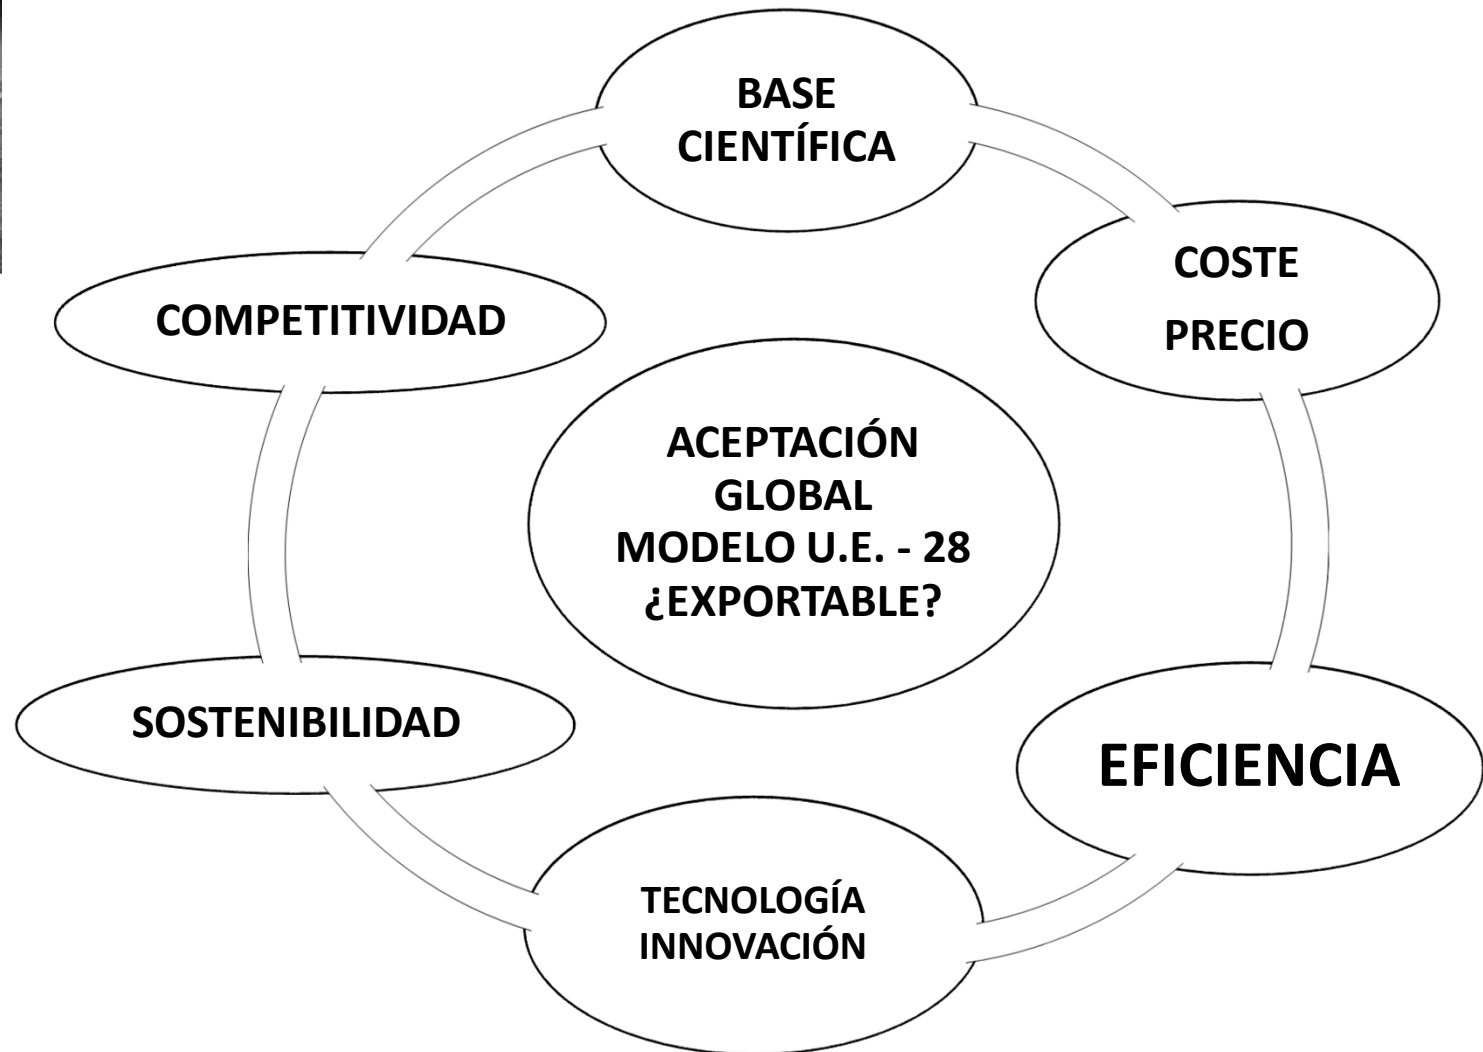 BASE
CIENTÍFICA
COSTE
PRECIO
COMPETITIVIDAD
ACEPTACIÓN
GLOBAL
MODELO U.E. - 28
¿EXPORTABLE?
SOSTENIBILIDAD
EFICIENCIA
TECNOLOGÍA
INNOVACIÓN